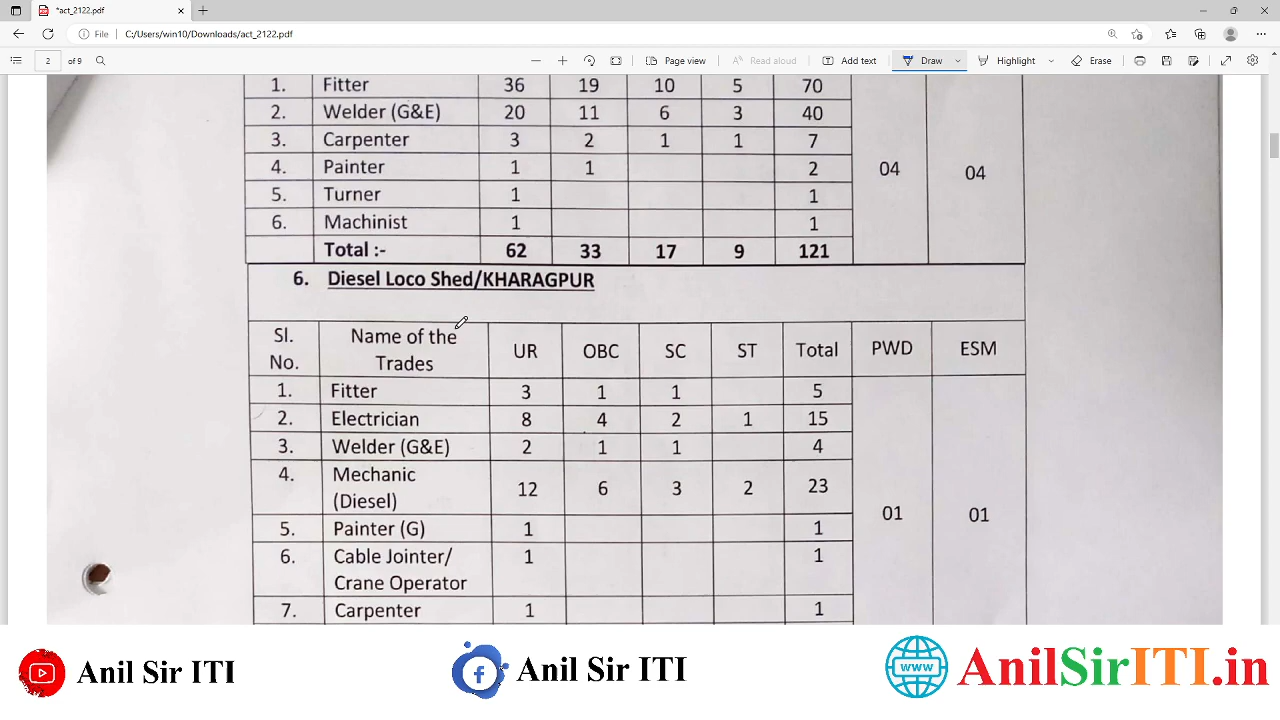 *act_2122.pdf
File C:/Users/win10/Downloads/act_2122.pdf
2 of 9 Page view Read aloud Add text Draw Highlight Erase
1. Fitter 36 19 10 5 70
2. Welder (G&E) 20 11 6 3 40
3. Carpenter 3 2 1 1 7
4. Painter 1 1 2
04 04
5. Turner 1 1
6. Machinist 1 1
Total :- 62 33 17 9 121
6. Diesel Loco Shed/KHARAGPUR
Sl. No. Name of the Trades UR OBC SC ST Total PWD ESM
1. Fitter 3 1 1 5
2. Electrician 8 4 2 1 15
3. Welder (G&E) 2 1 1 4
4. Mechanic (Diesel) 12 6 3 2 23
01 01
5. Painter (G) 1 1
6. Cable Jointer/ Crane Operator 1 1
7. Carpenter 1 1
Anil Sir ITI
Anil Sir ITI
www AnilSirITI.in